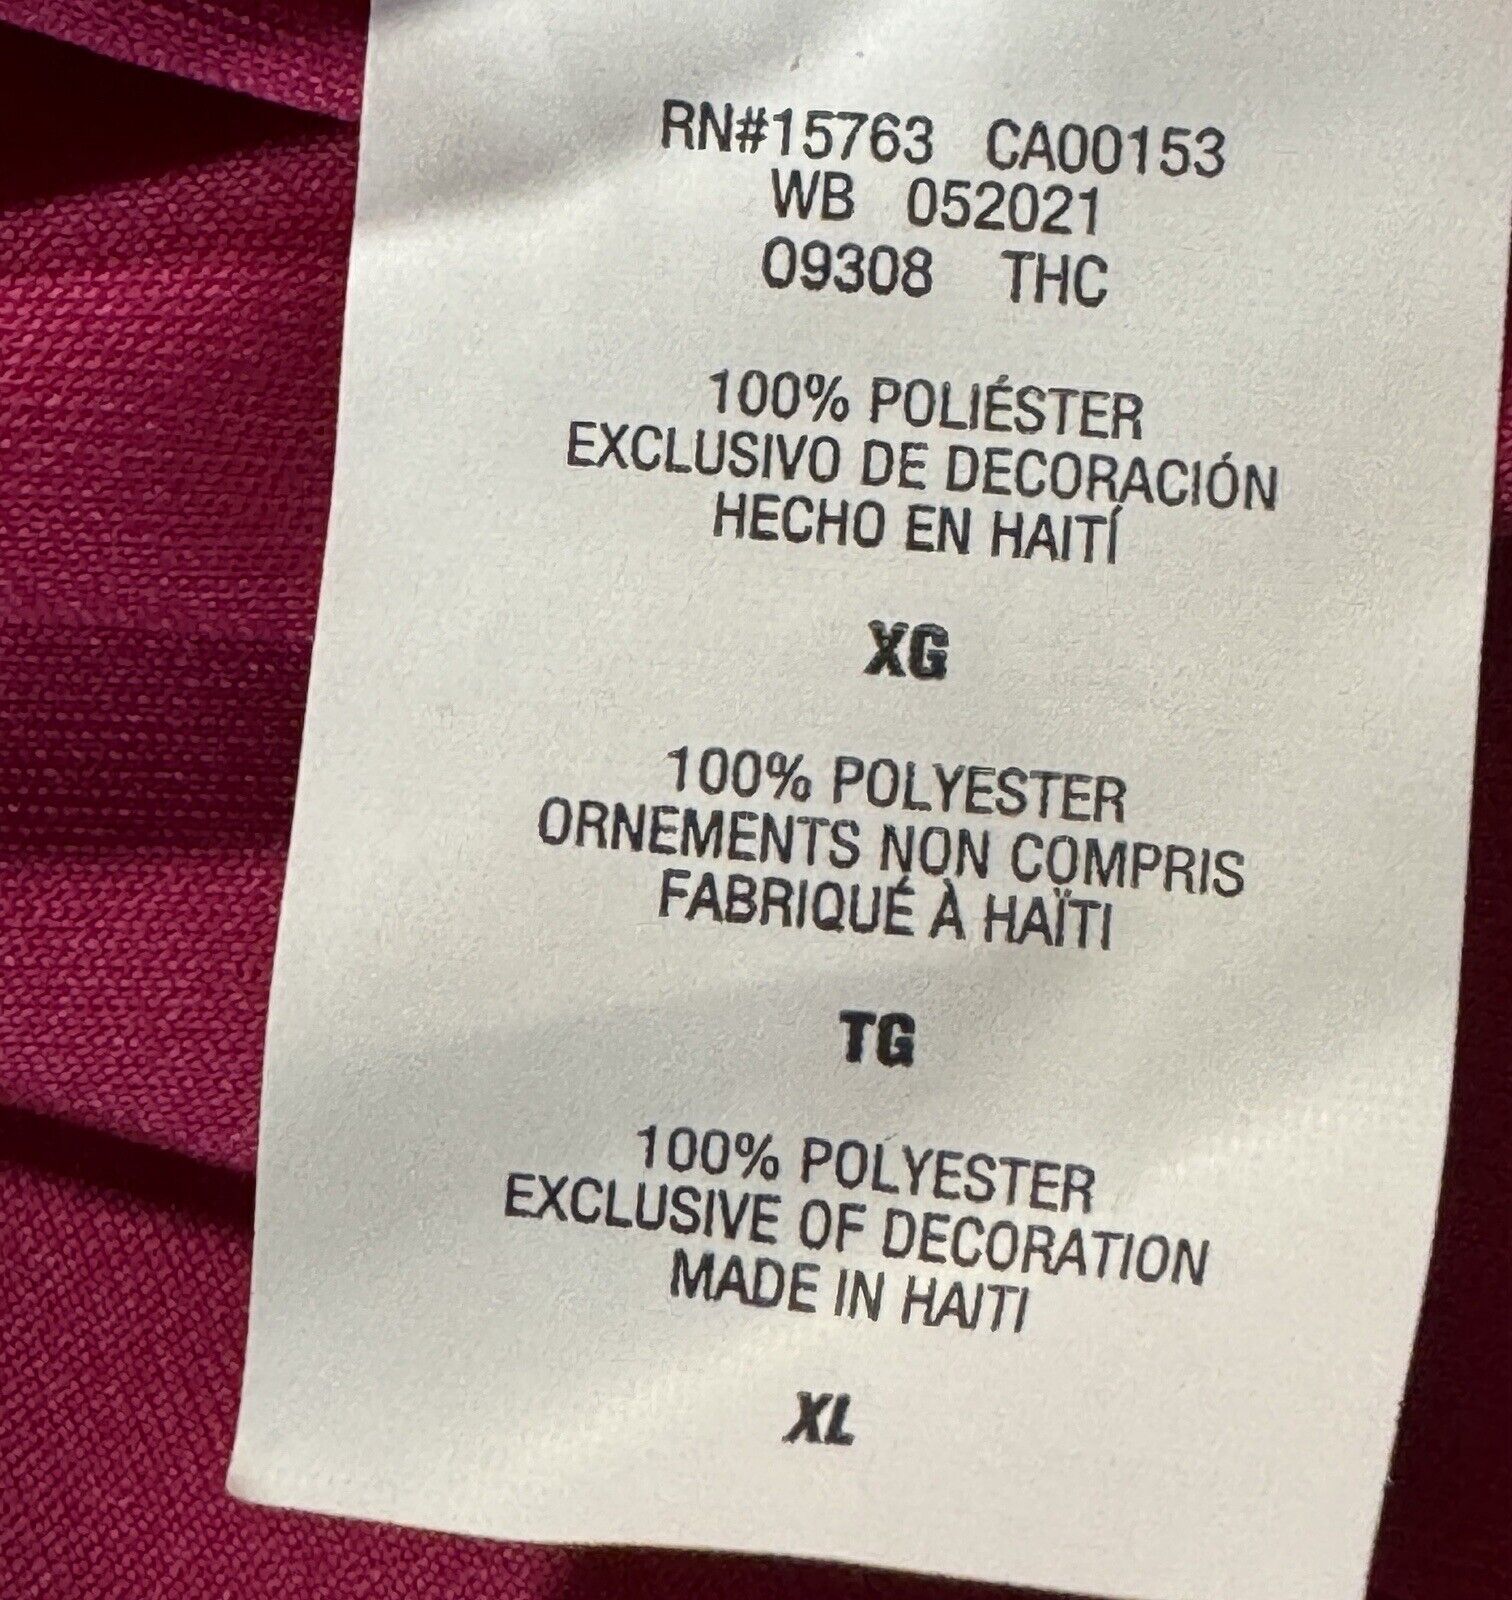 RN#15763 CA00153
WB 052021
09308 THC
100% POLIÉSTER
EXCLUSIVO DE DECORACIÓN
HECHO EN HAITÍ
XG
100% POLYESTER
ORNEMENTS NON COMPRIS
FABRIQUÉ À HAÏTI
TG
100% POLYESTER
EXCLUSIVE OF DECORATION
MADE IN HAITI
XL